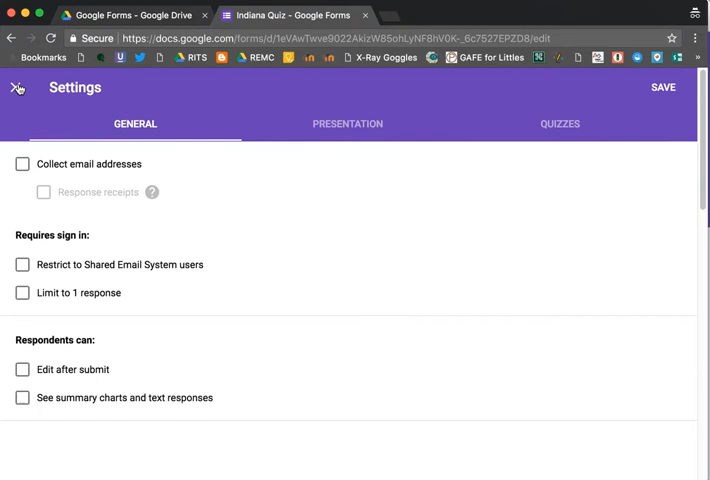 Google Forms - Google Drive
Indiana Quiz - Google Forms
Secure
https://docs.google.com/forms/d/1eVAwTwve9022AkizW85ohLyNF8hV0K-_6c7527EPZD8/edit
Bookmarks
RITS
REMC
X-Ray Goggles
GAFE for Littles
»
Settings
SAVE
GENERAL
PRESENTATION
QUIZZES
Collect email addresses
Response receipts ?
Requires sign in:
Restrict to Shared Email System users
Limit to 1 response
Respondents can:
Edit after submit
See summary charts and text responses